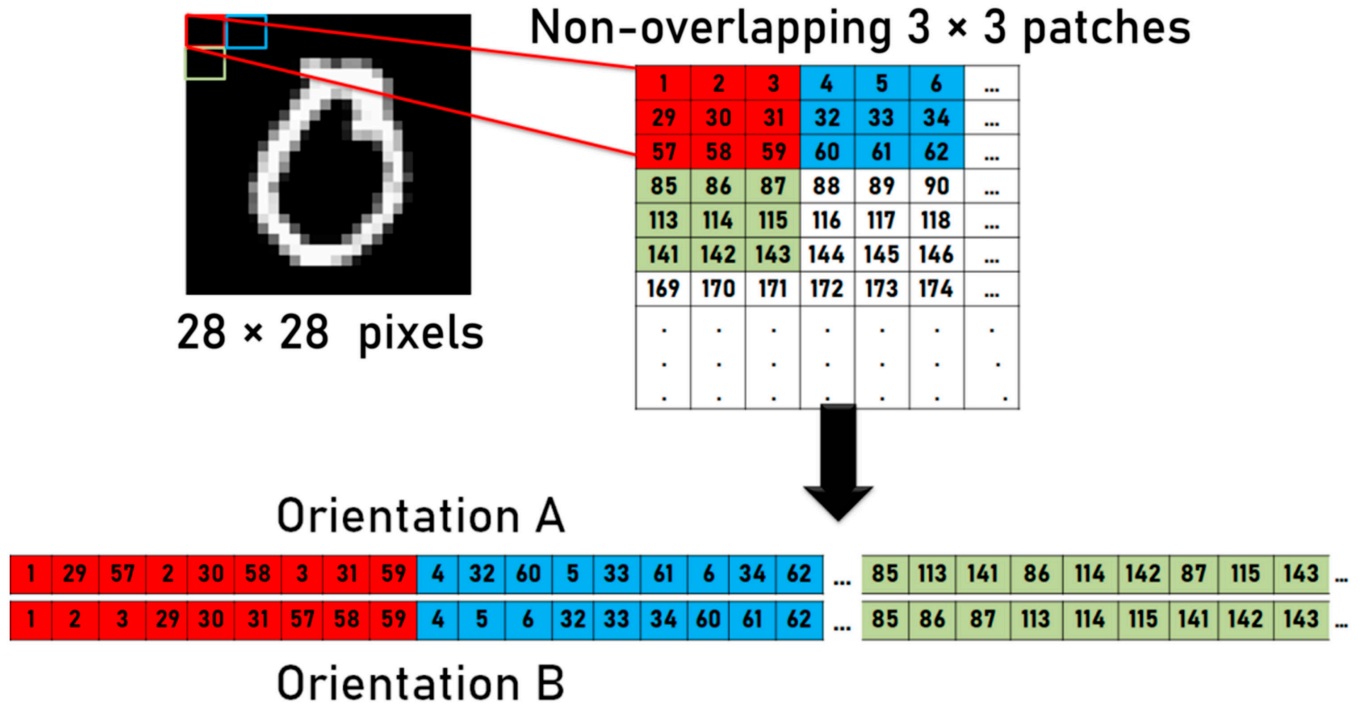 Non-overlapping 3 × 3 patches
1 2 3 4 5 6 ...
29 30 31 32 33 34 ...
57 58 59 60 61 62 ...
85 86 87 88 89 90 ...
113 114 115 116 117 118 ...
141 142 143 144 145 146 ...
169 170 171 172 173 174 ...
. . . . . . .
. . . . . . .
. . . . . . .
28 × 28 pixels
Orientation A
1 29 57 2 30 58 3 31 59 4 32 60 5 33 61 6 34 62 ... 85 113 141 86 114 142 87 115 143 ...
1 2 3 29 30 31 57 58 59 4 5 6 32 33 34 60 61 62 ... 85 86 87 113 114 115 141 142 143 ...
Orientation B